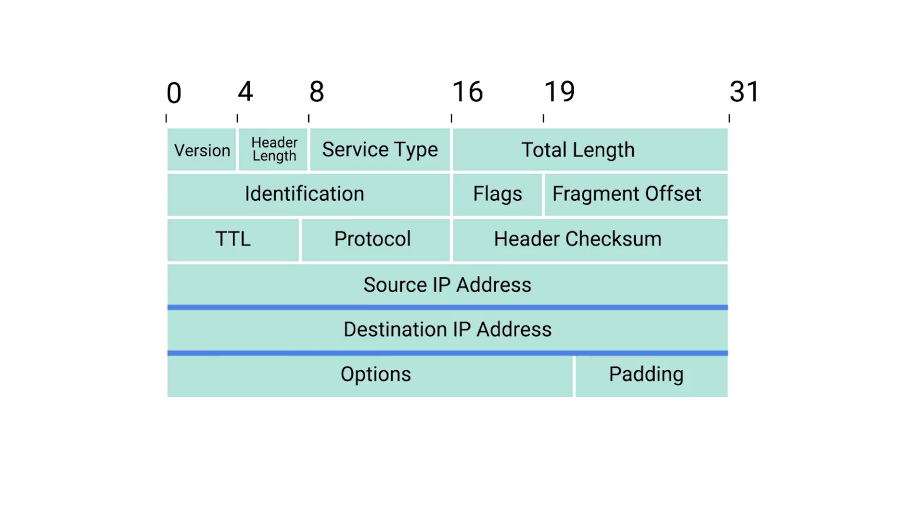 0 4 8 16 19 31
Version Header Length Service Type Total Length
Identification Flags Fragment Offset
TTL Protocol Header Checksum
Source IP Address
Destination IP Address
Options Padding